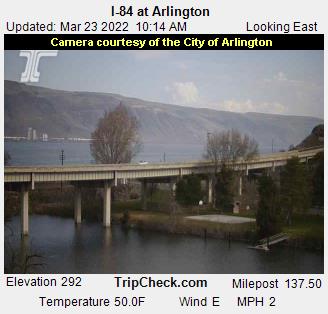 I-84 at Arlington
Updated: Mar 23 2022 10:14 AM Looking East
Camera courtesy of the City of Arlington
Elevation 292 TripCheck.com Milepost 137.50
Temperature 50.0F Wind E MPH 2